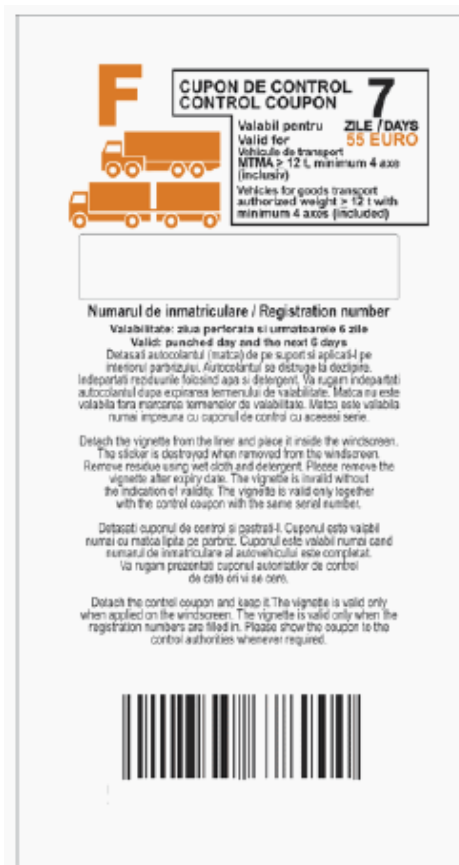 F
CUPON DE CONTROL
CONTROL COUPON
7
ZILE / DAYS
55 EURO
Valabil pentru
Valid for
Vehicule de transport
MTMA ≥ 12 t, minimum 4 axe
(inclusiv)
Vehicles for goods transport
authorized weight ≥ 12 t with
minimum 4 axes (included)
Numarul de inmatriculare / Registration number
Valabilitate: ziua perforata si urmatoarele 6 zile
Valid: punched day and the next 6 days
Detasati autocolantul (matca) de pe suport si aplicati-l pe
interiorul parbrizului. Autocolantul se distruge la dezlipire.
Indepartati reziduurile folosind apa si detergent. Va rugam indepartati
autocolantul dupa expirarea termenului de valabilitate. Matca nu este
valabila fara marcarea termenelor de valabilitate. Matca este valabila
numai impreuna cu cuponul de control cu aceeasi serie.
Detach the vignette from the liner and place it inside the windscreen.
The sticker is destroyed when removed from the windscreen.
Remove residue using wet cloth and detergent. Please remove the
vignette after expiry date. The vignette is invalid without
the indication of validity. The vignette is valid only together
with the control coupon with the same serial number.
Detasati cuponul de control si pastrati-l. Cuponul este valabil
numai cu matca lipita pe parbriz. Cuponul este valabil numai cand
numarul de inmatriculare al autovehicului este completat.
Va rugam prezentati cuponul autoritatilor de control
de cate ori vi se cere.
Detach the control coupon and keep it. The vignette is valid only
when applied on the windscreen. The vignette is valid only when the
registration numbers are filled in. Please show the coupon to the
control authorities whenever required.